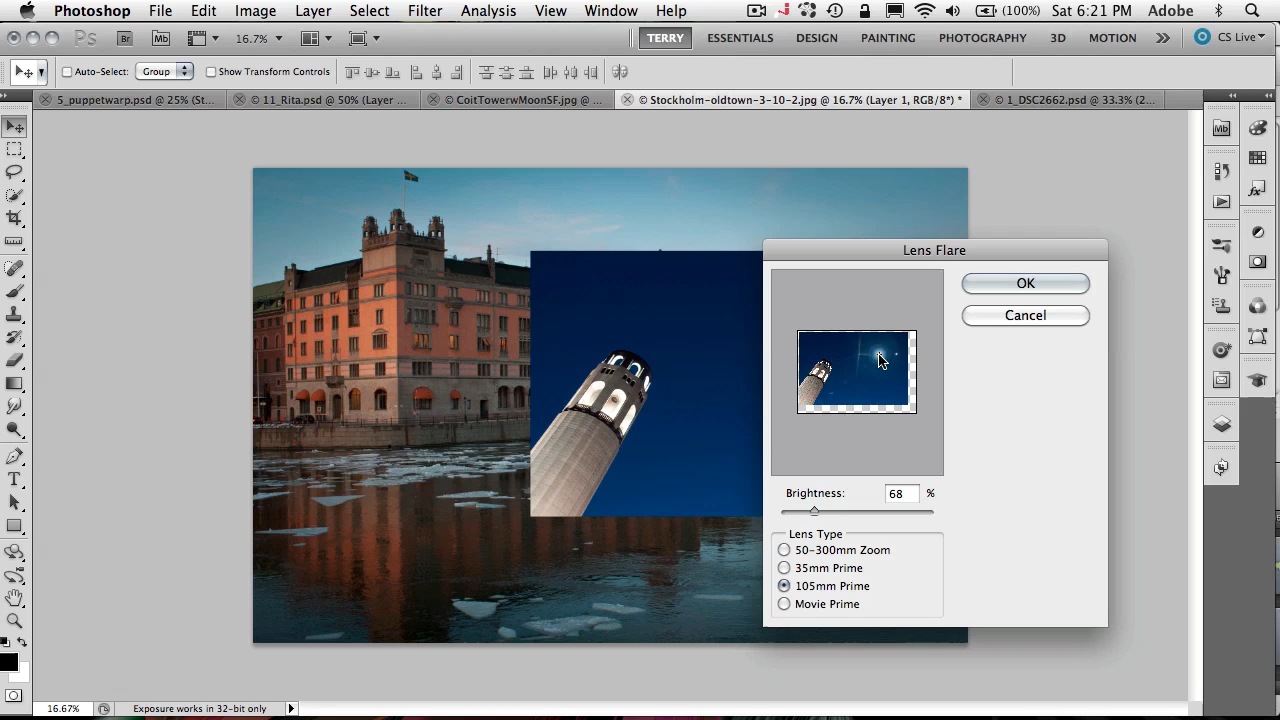 Photoshop File Edit Image Layer Select Filter Analysis View Window Help (100%) Sat 6:21 PM Adobe
Ps Br Mb 16.7% TERRY ESSENTIALS DESIGN PAINTING PHOTOGRAPHY 3D MOTION CS Live
Auto-Select: Group Show Transform Controls
5_puppetwarp.psd @ 25% (St... © 11_Rita.psd @ 50% (Layer ... © CoitTowerwMoonSF.jpg @ ... © Stockholm-oldtown-3-10-2.jpg @ 16.7% (Layer 1, RGB/8*) * © 1_DSC2662.psd @ 33.3% (2...
Mb
Lens Flare
OK
Cancel
Brightness: 68 %
Lens Type
50-300mm Zoom
35mm Prime
105mm Prime
Movie Prime
16.67% Exposure works in 32-bit only